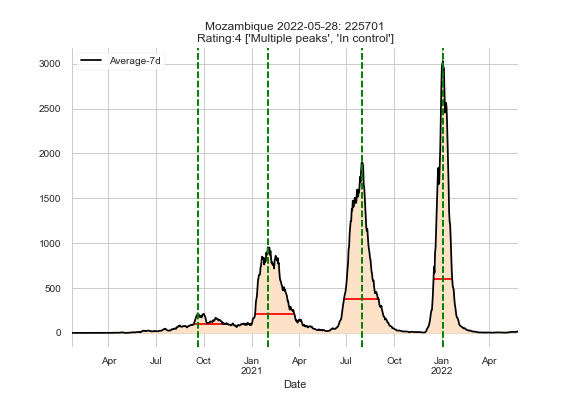 Mozambique 2022-05-28: 225701
Rating:4 ['Multiple peaks', 'In control']
Average-7d
3000
2500
2000
1500
1000
500
0
Apr Jul Oct Jan Apr Jul Oct Jan Apr
2021 2022
Date